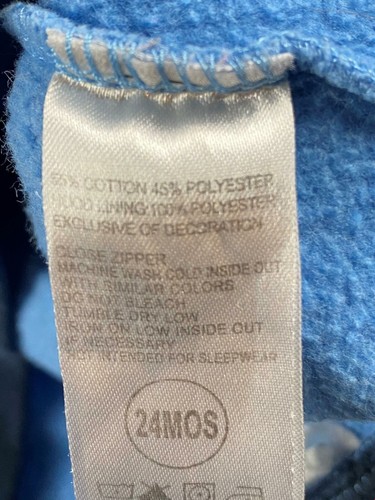 55% COTTON 45% POLYESTER
HOOD LINING:100% POLYESTER
EXCLUSIVE OF DECORATION
CLOSE ZIPPER
MACHINE WASH COLD INSIDE OUT
WITH SIMILAR COLORS
DO NOT BLEACH
TUMBLE DRY LOW
IRON ON LOW INSIDE OUT
IF NECESSARY
NOT INTENDED FOR SLEEPWEAR
24MOS